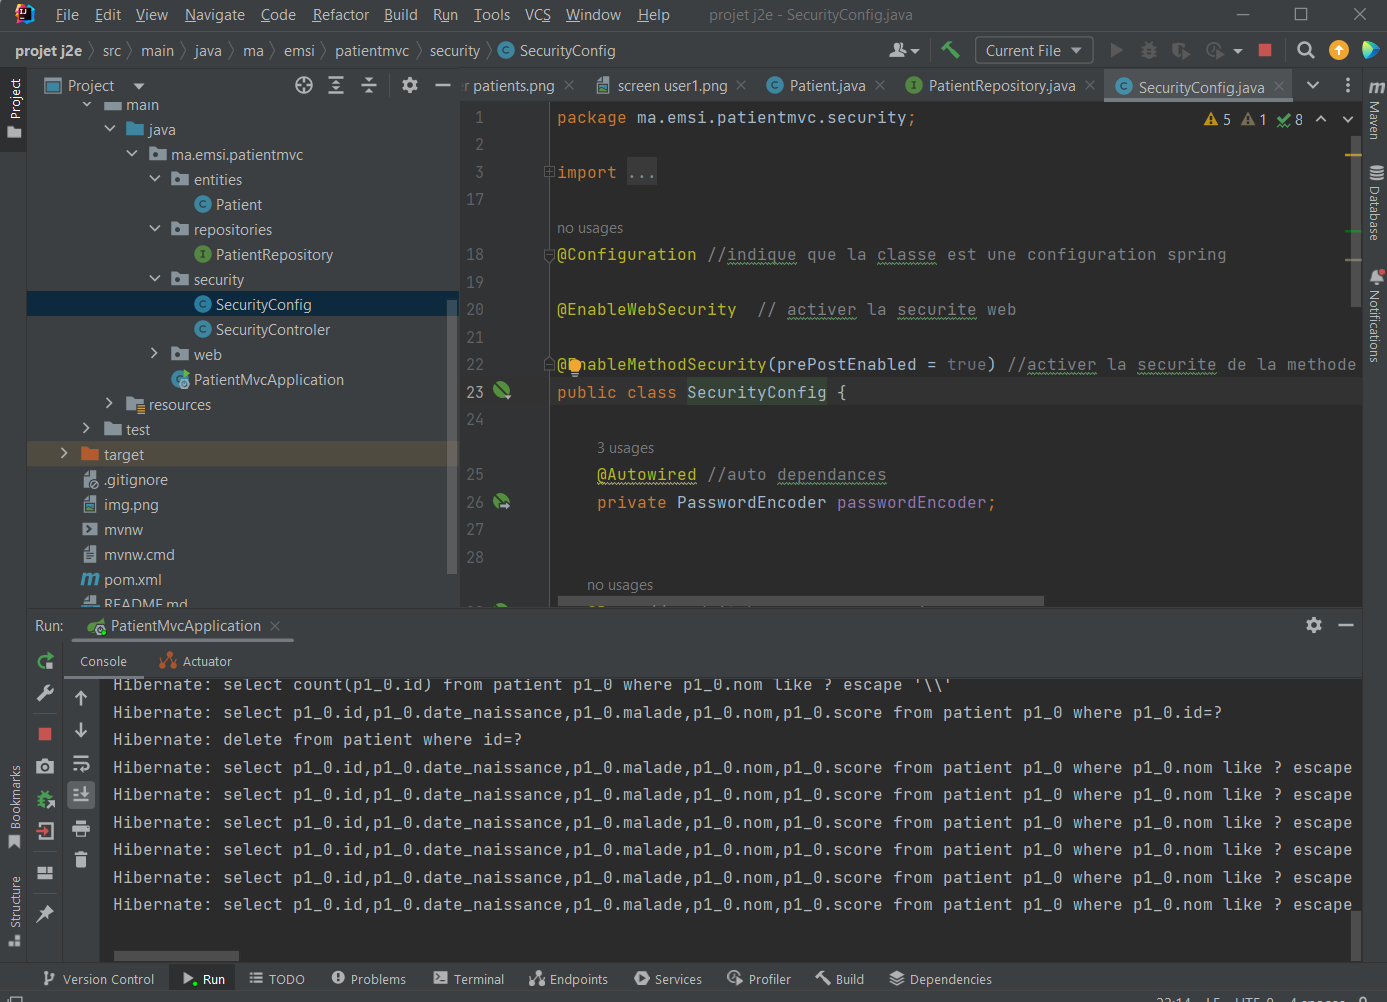 File Edit View Navigate Code Refactor Build Run Tools VCS Window Help projet j2e - SecurityConfig.java
projet j2e src main java ma emsi patientmvc security SecurityConfig Current File
Project r patients.png screen user1.png Patient.java PatientRepository.java SecurityConfig.java
Project
main
java
ma.emsi.patientmvc
entities
Patient
repositories
PatientRepository
security
SecurityConfig
SecurityControler
web
PatientMvcApplication
resources
test
target
.gitignore
img.png
mvnw
mvnw.cmd
pom.xml
README.md
1 package ma.emsi.patientmvc.security; 5 1 8
2
3 import ...
17
no usages
18 @Configuration //indique que la classe est une configuration spring
19
20 @EnableWebSecurity // activer la securite web
21
22 @EnableMethodSecurity(prePostEnabled = true) //activer la securite de la methode
23 public class SecurityConfig {
24
3 usages
25 @Autowired //auto dependances
26 private PasswordEncoder passwordEncoder;
27
28
no usages
Maven
Database
Notifications
Run: PatientMvcApplication
Console Actuator
Hibernate: select count(p1_0.id) from patient p1_0 where p1_0.nom like ? escape '\\'
Hibernate: select p1_0.id,p1_0.date_naissance,p1_0.malade,p1_0.nom,p1_0.score from patient p1_0 where p1_0.id=?
Hibernate: delete from patient where id=?
Hibernate: select p1_0.id,p1_0.date_naissance,p1_0.malade,p1_0.nom,p1_0.score from patient p1_0 where p1_0.nom like ? escape
Hibernate: select p1_0.id,p1_0.date_naissance,p1_0.malade,p1_0.nom,p1_0.score from patient p1_0 where p1_0.nom like ? escape
Hibernate: select p1_0.id,p1_0.date_naissance,p1_0.malade,p1_0.nom,p1_0.score from patient p1_0 where p1_0.nom like ? escape
Hibernate: select p1_0.id,p1_0.date_naissance,p1_0.malade,p1_0.nom,p1_0.score from patient p1_0 where p1_0.nom like ? escape
Hibernate: select p1_0.id,p1_0.date_naissance,p1_0.malade,p1_0.nom,p1_0.score from patient p1_0 where p1_0.nom like ? escape
Hibernate: select p1_0.id,p1_0.date_naissance,p1_0.malade,p1_0.nom,p1_0.score from patient p1_0 where p1_0.nom like ? escape
Bookmarks
Structure
Version Control Run TODO Problems Terminal Endpoints Services Profiler Build Dependencies